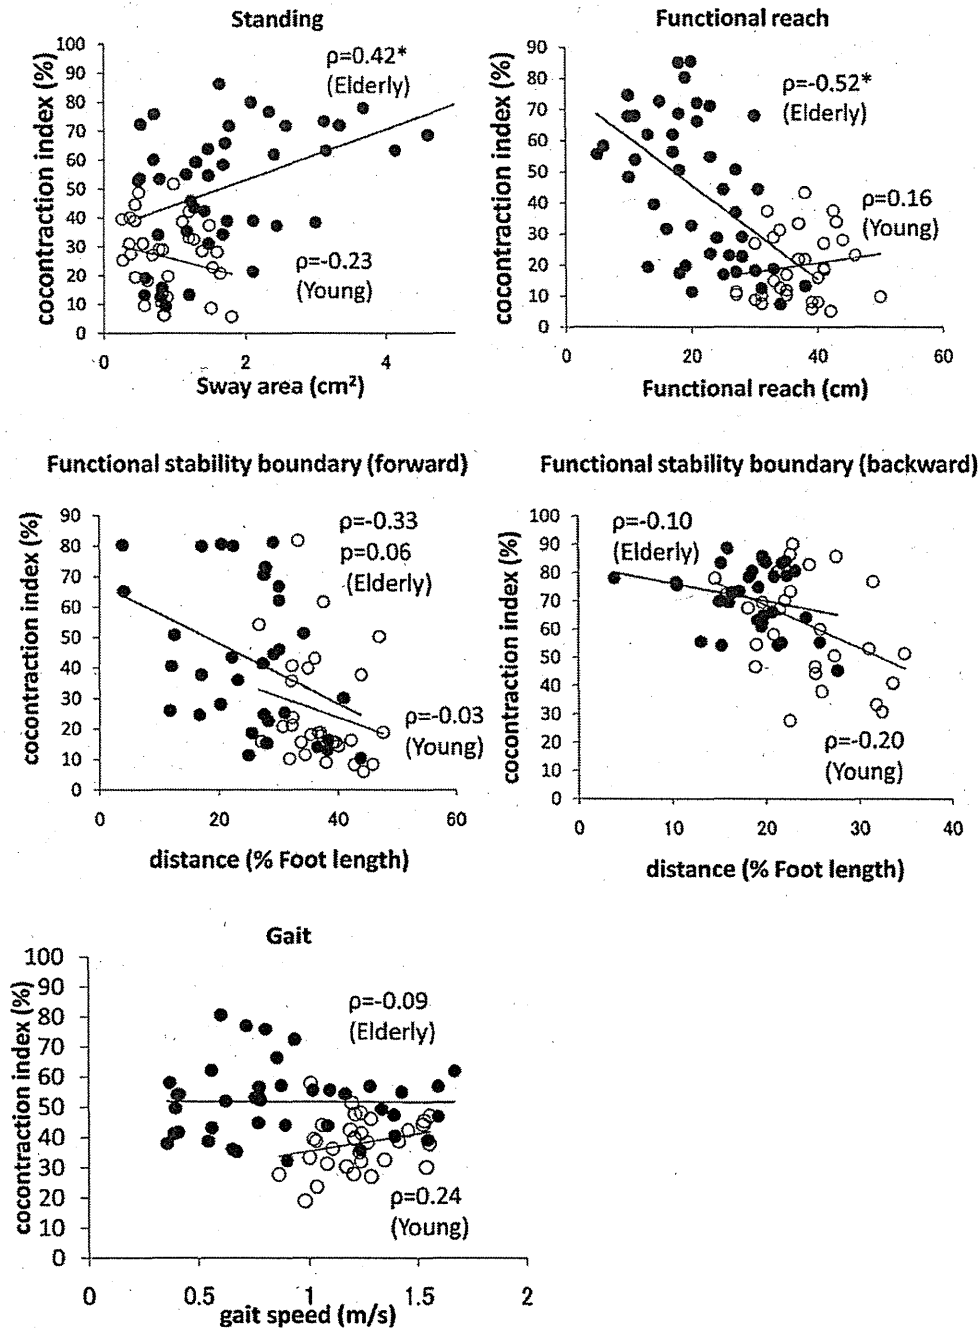 Standing
cocontraction index (%)
100
90
80
70
60
50
40
30
20
10
0
0
2
4
Sway area (cm²)
ρ=0.42*
(Elderly)
ρ=-0.23
(Young)
Functional reach
cocontraction index (%)
90
80
70
60
50
40
30
20
10
0
0
20
40
60
Functional reach (cm)
ρ=-0.52*
(Elderly)
ρ=0.16
(Young)
Functional stability boundary (forward)
cocontraction index (%)
90
80
70
60
50
40
30
20
10
0
0
20
40
60
distance (% Foot length)
ρ=-0.33
p=0.06
(Elderly)
ρ=-0.03
(Young)
Functional stability boundary (backward)
cocontraction index (%)
100
90
80
70
60
50
40
30
20
10
0
0
10
20
30
40
distance (% Foot length)
ρ=-0.10
(Elderly)
ρ=-0.20
(Young)
Gait
cocontraction index (%)
100
90
80
70
60
50
40
30
20
10
0
0
0.5
1
1.5
2
gait speed (m/s)
ρ=-0.09
(Elderly)
ρ=0.24
(Young)